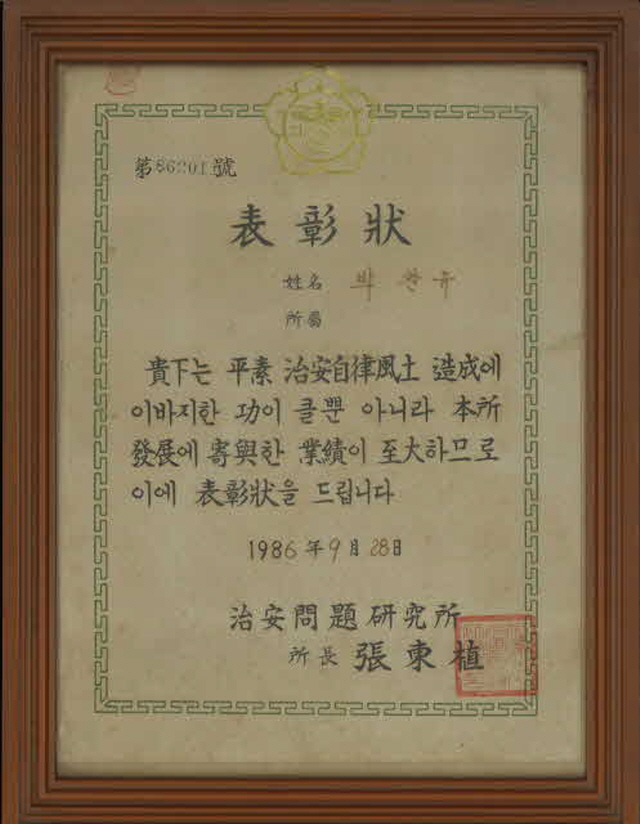 第86201號
表彰狀
姓名 박찬규
所屬
貴下는 平素 治安自律風土 造成에
이바지한 功이 클뿐 아니라 本所
發展에 寄與한 業績이 至大하므로
이에 表彰狀을 드립니다
1986年9月28日
治安問題研究所
所長 張東植